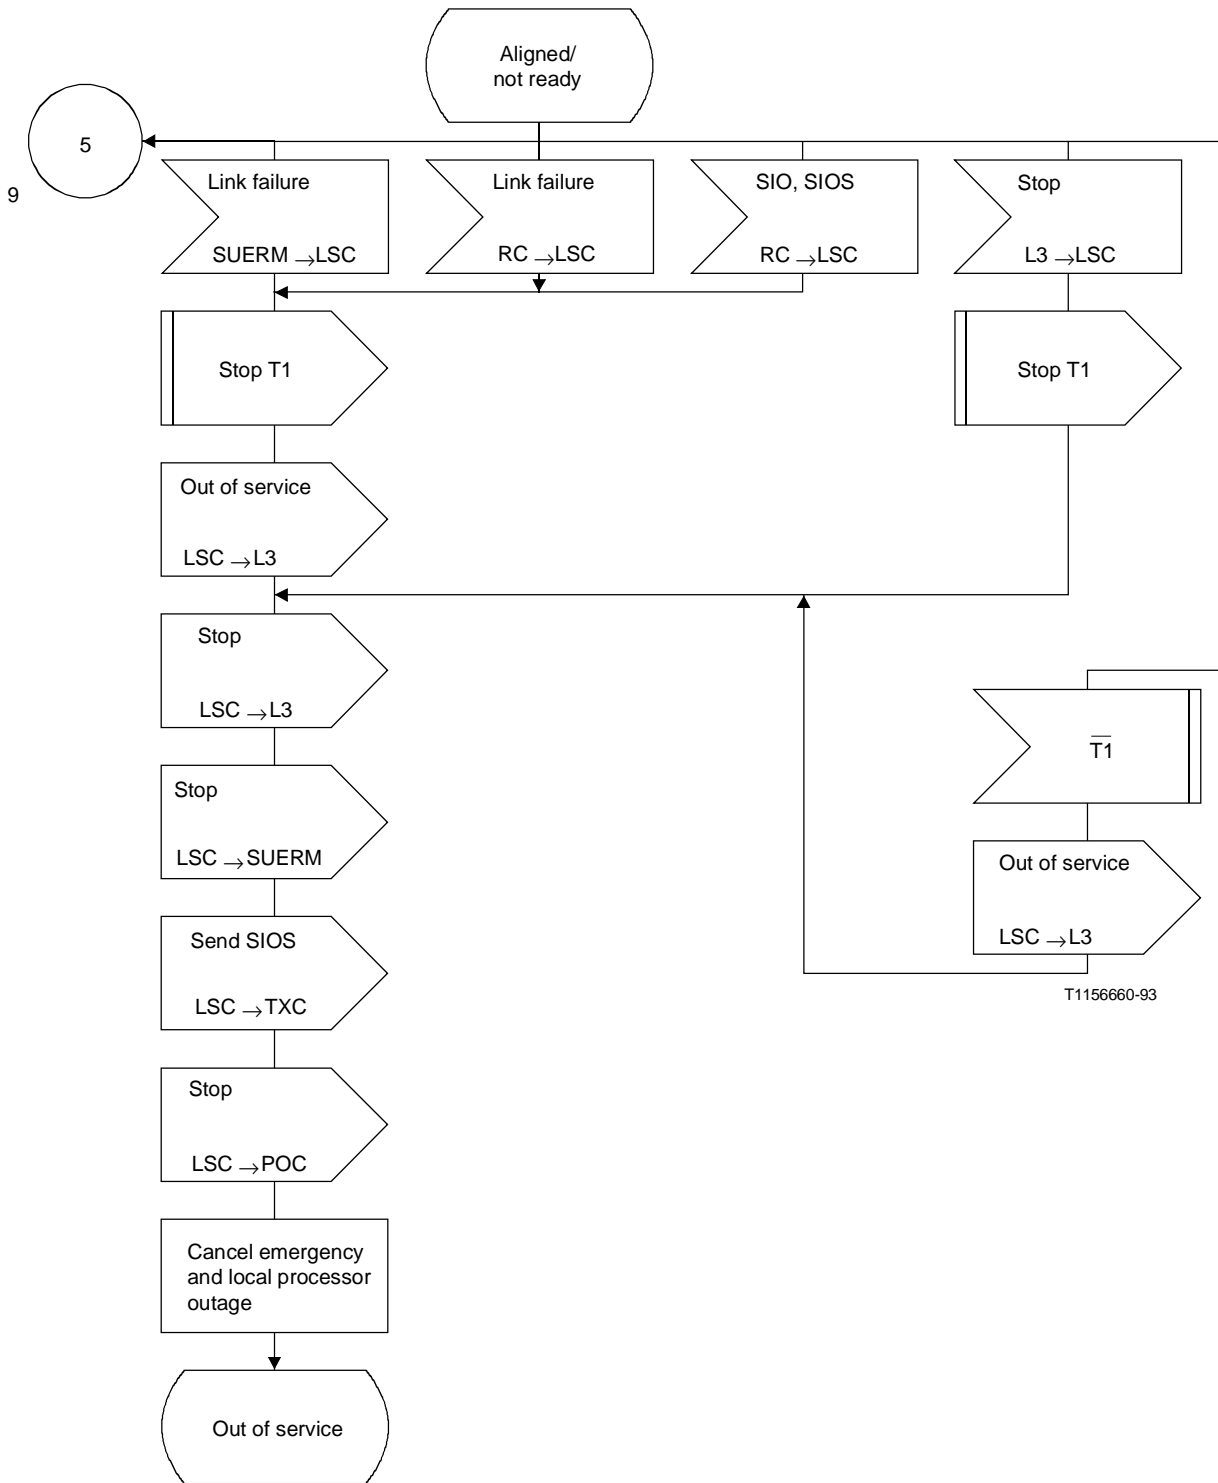 Aligned/
not ready
5
9
Link failure
SUERM → LSC
Link failure
RC → LSC
SIO, SIOS
RC → LSC
Stop
L3 → LSC
Stop T1
Stop T1
Out of service
LSC → L3
Stop
LSC → L3
T1
Stop
LSC → SUERM
Out of service
LSC → L3
Send SIOS
LSC → TXC
T1156660-93
Stop
LSC → POC
Cancel emergency
and local processor
outage
Out of service